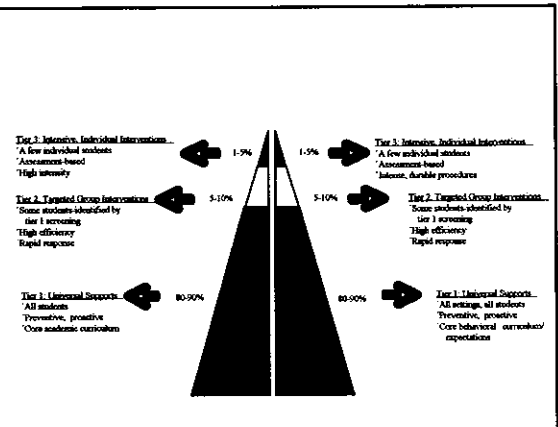 Tier 3: Intensive, Individual Interventions
*A few individual students
*Assessment-based
*High intensity
1-5%
Tier 2. Targeted Group Interventions
*Some students-identified by
tier 1 screening
*High efficiency
*Rapid response
5-10%
Tier 1: Universal Supports
*All students
*Preventive, proactive
*Core academic curriculum
80-90%
1-5%
Tier 3: Intensive, Individual Interventions
*A few individual students
*Assessment-based
*Intense, durable procedures
5-10%
Tier 2. Targeted Group Interventions
*Some students-identified by
tier 1 screening
*High efficiency
*Rapid response
80-90%
Tier 1: Universal Supports
*All settings, all students
*Preventive, proactive
*Core behavioral curriculum/
expectations